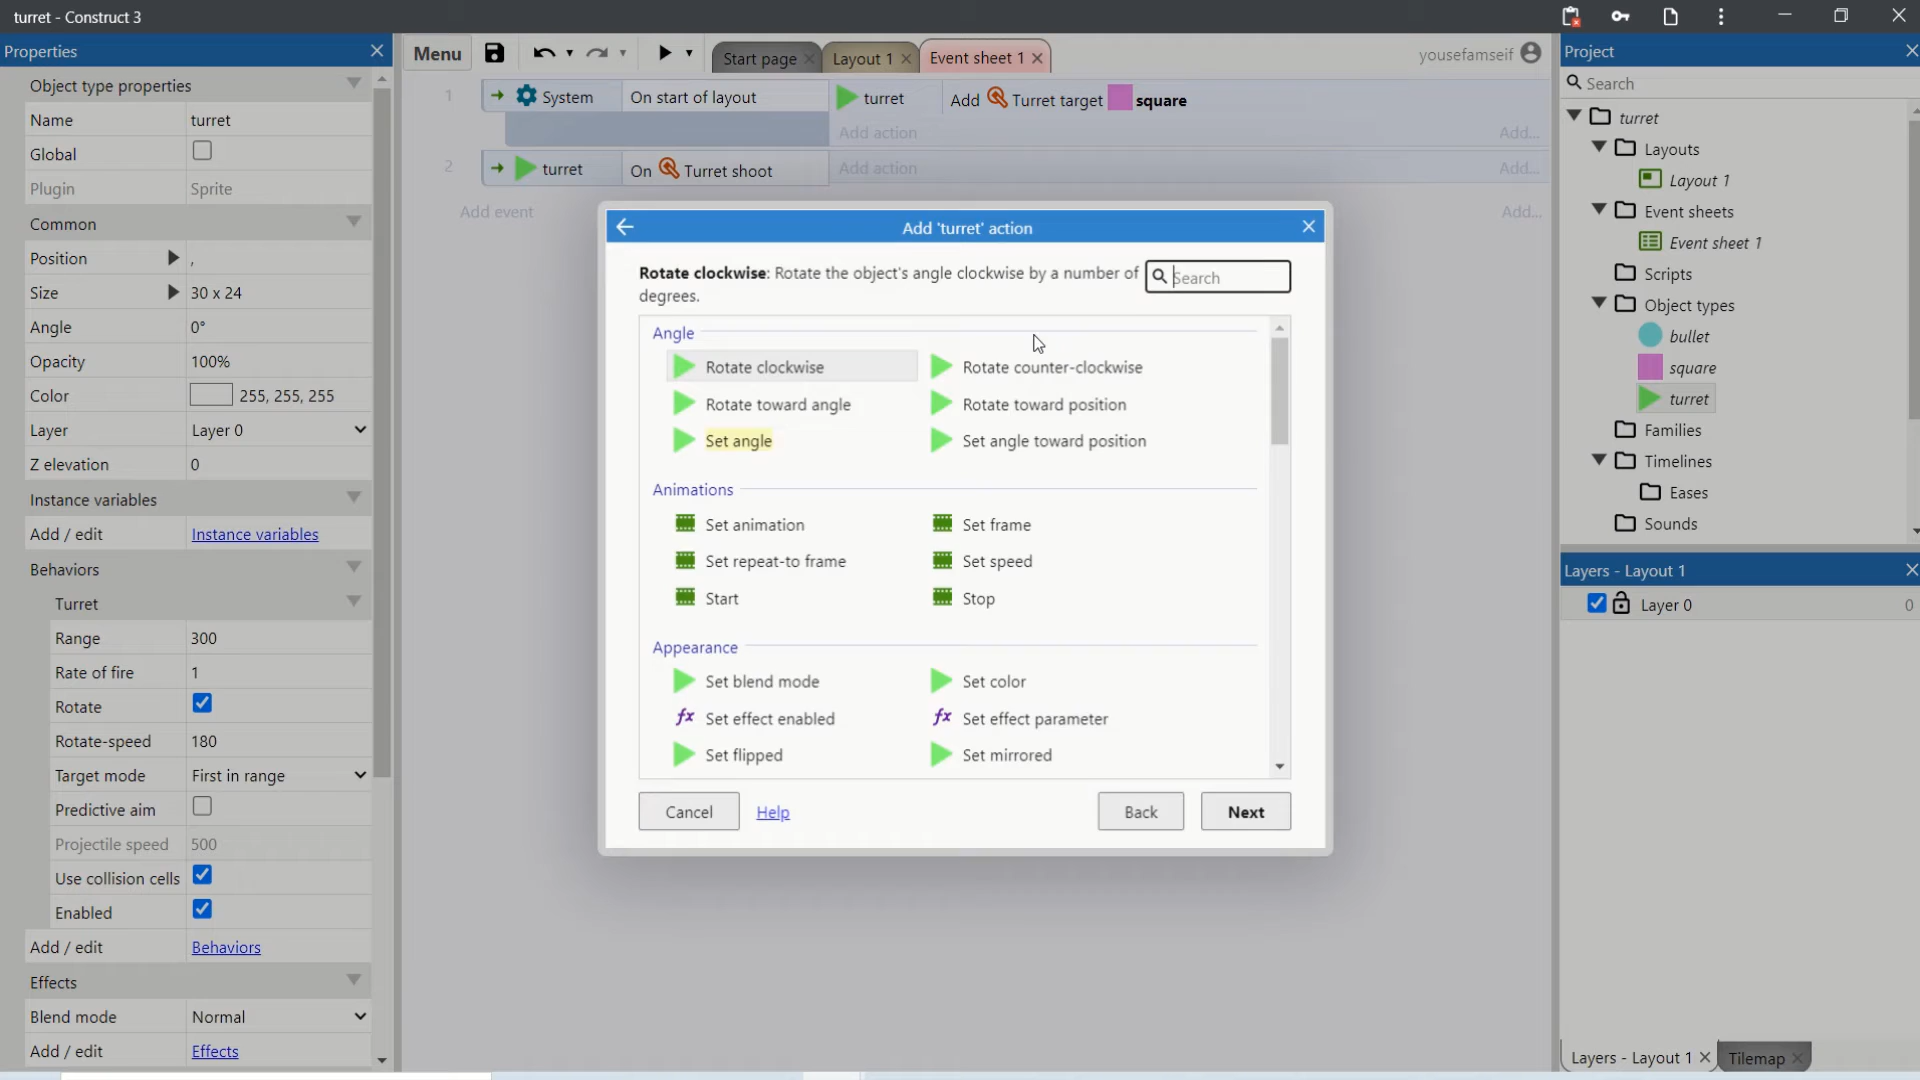 turret - Construct 3
Properties
Object type properties
Name turret
Global
Plugin Sprite
Common
Position ,
Size 30 x 24
Angle 0°
Opacity 100%
Color 255, 255, 255
Layer Layer 0
Z elevation 0
Instance variables
Add / edit Instance variables
Behaviors
Turret
Range 300
Rate of fire 1
Rotate
Rotate-speed 180
Target mode First in range
Predictive aim
Projectile speed 500
Use collision cells
Enabled
Add / edit Behaviors
Effects
Blend mode Normal
Add / edit Effects
Menu Start page Layout 1 Event sheet 1 yousefamseif
1 System On start of layout turret Add Turret target square
Add action Add...
2 turret On Turret shoot Add action Add...
Add event Add...
Add 'turret' action
Rotate clockwise: Rotate the object's angle clockwise by a number of
degrees.
Search
Angle
Rotate clockwise Rotate counter-clockwise
Rotate toward angle Rotate toward position
Set angle Set angle toward position
Animations
Set animation Set frame
Set repeat-to frame Set speed
Start Stop
Appearance
Set blend mode Set color
fx Set effect enabled fx Set effect parameter
Set flipped Set mirrored
Cancel Help Back Next
Project
Search
turret
Layouts
Layout 1
Event sheets
Event sheet 1
Scripts
Object types
bullet
square
turret
Families
Timelines
Eases
Sounds
Layers - Layout 1
Layer 0 0
Layers - Layout 1 Tilemap